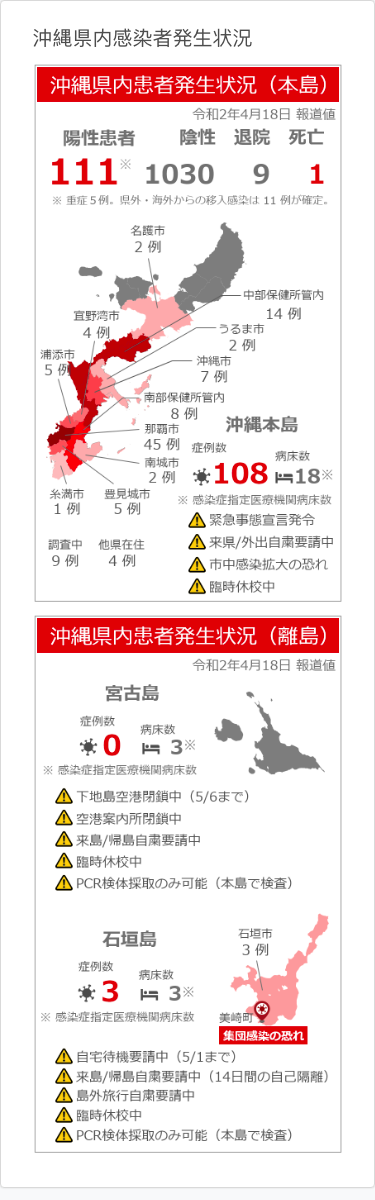 沖縄県内感染者発生状況
沖縄県内患者発生状況（本島）
令和2年4月18日 報道値
陽性患者 陰性 退院 死亡
111※ 1030 9 1
※ 重症５例。県外・海外からの移入感染は 11 例が確定。
名護市
2 例
中部保健所管内
14 例
宜野湾市
4 例
うるま市
2 例
浦添市
5 例
沖縄市
7 例
南部保健所管内
8 例
那覇市
45 例
南城市
2 例
糸満市
1 例
豊見城市
5 例
調査中
9 例
他県在住
4 例
沖縄本島
症例数 病床数
108 18※
※ 感染症指定医療機関病床数
緊急事態宣言発令
来県/外出自粛要請中
市中感染拡大の恐れ
臨時休校中
沖縄県内患者発生状況（離島）
令和2年4月18日 報道値
宮古島
症例数 病床数
0 3※
※ 感染症指定医療機関病床数
下地島空港閉鎖中（5/6まで）
空港案内所閉鎖中
来島/帰島自粛要請中
臨時休校中
PCR検体採取のみ可能（本島で検査）
石垣島
症例数 病床数
3 3※
※ 感染症指定医療機関病床数
石垣市
3 例
美崎町
集団感染の恐れ
自宅待機要請中（5/1まで）
来島/帰島自粛要請中（14日間の自己隔離）
島外旅行自粛要請中
臨時休校中
PCR検体採取のみ可能（本島で検査）